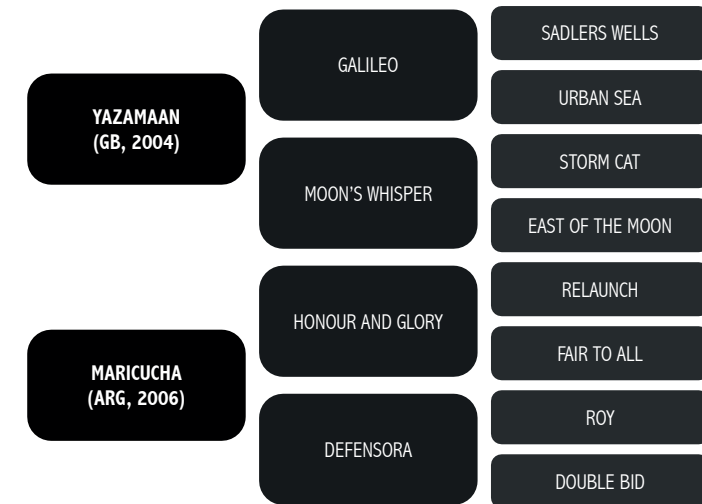 YAZAMAAN
(GB, 2004)
MARICUCHA
(ARG, 2006)
GALILEO
MOON'S WHISPER
HONOUR AND GLORY
DEFENSORA
SADLERS WELLS
URBAN SEA
STORM CAT
EAST OF THE MOON
RELAUNCH
FAIR TO ALL
ROY
DOUBLE BID